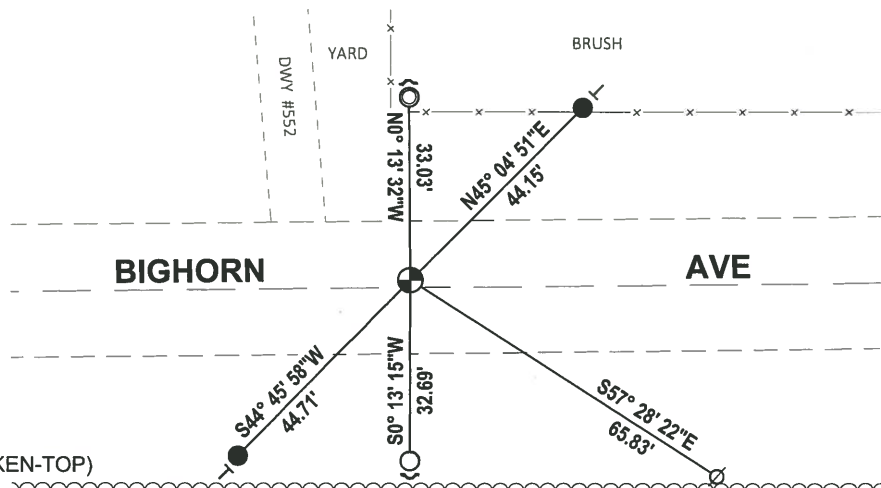 BRUSH
YARD
DWY #552
N0° 13' 32"W
33.03'
N45° 04' 51"E
44.15'
BIGHORN AVE
S44° 45' 58"W
44.71'
S0° 13' 15"W
32.69'
S57° 28' 22"E
65.83'
KEN-TOP)